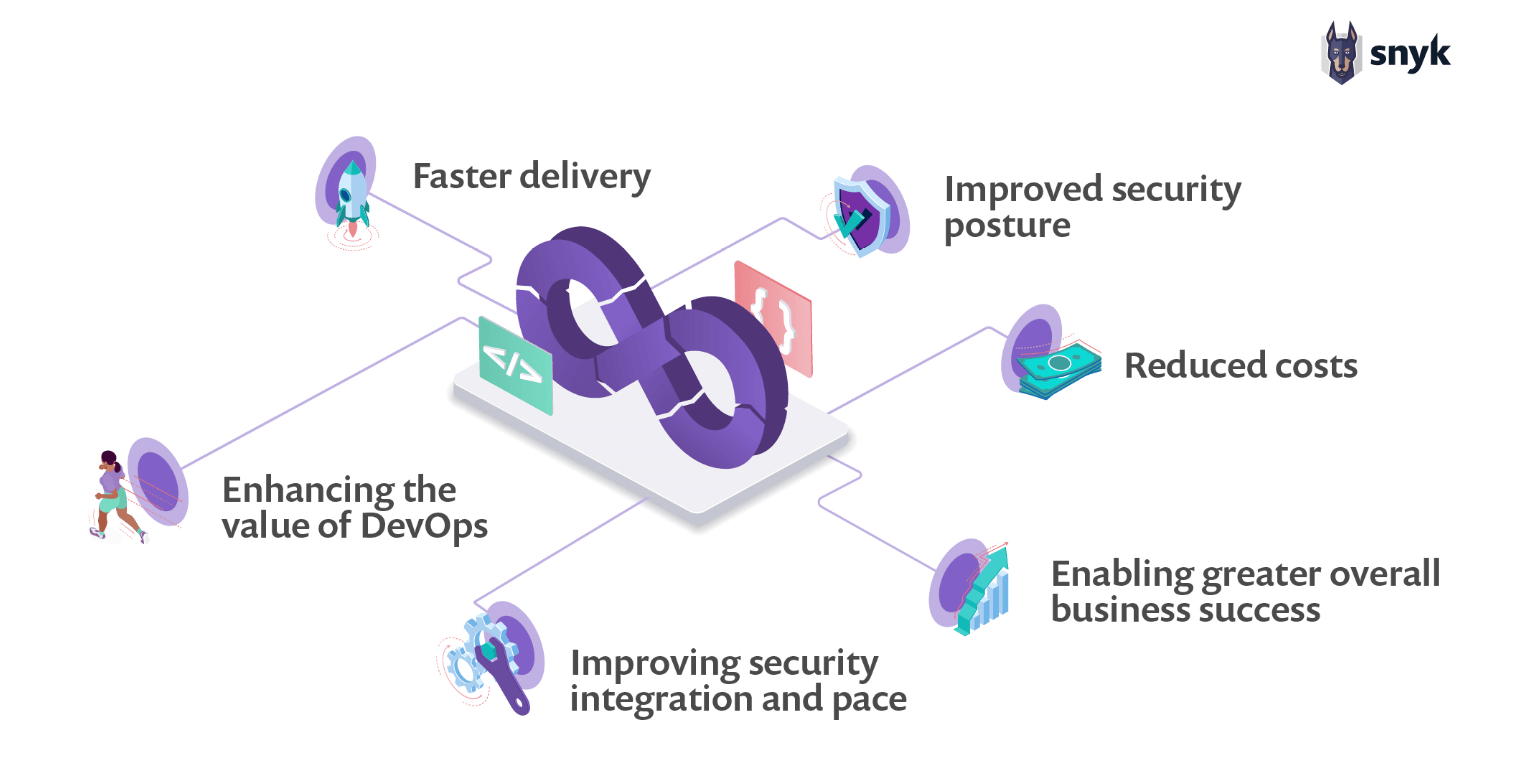 snyk
Faster delivery
Improved security
posture
Reduced costs
Enhancing the
value of DevOps
Enabling greater overall
business success
Improving security
integration and pace
</>
{ }